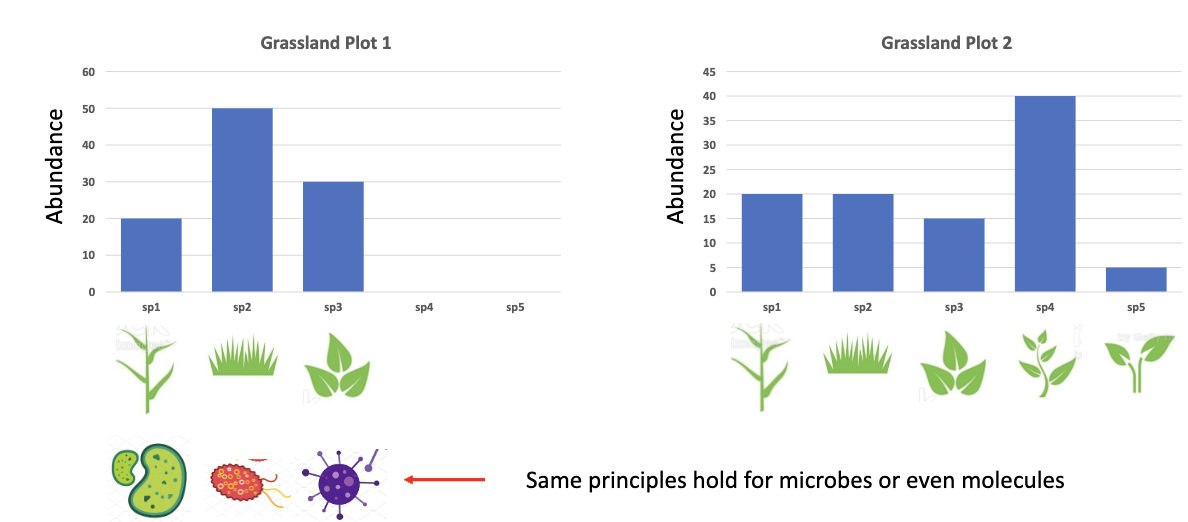 Grassland Plot 1
60
50
40
30
20
10
0
Abundance
sp1 sp2 sp3 sp4 sp5
Grassland Plot 2
45
40
35
30
25
20
15
10
5
0
Abundance
sp1 sp2 sp3 sp4 sp5
Same principles hold for microbes or even molecules